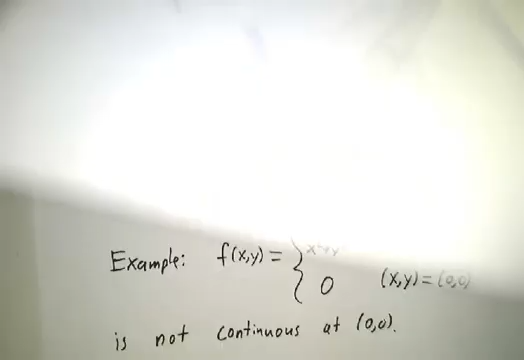 Example: f(x,y) = {
0 (x,y) = (0,0)
is not continuous at (0,0).